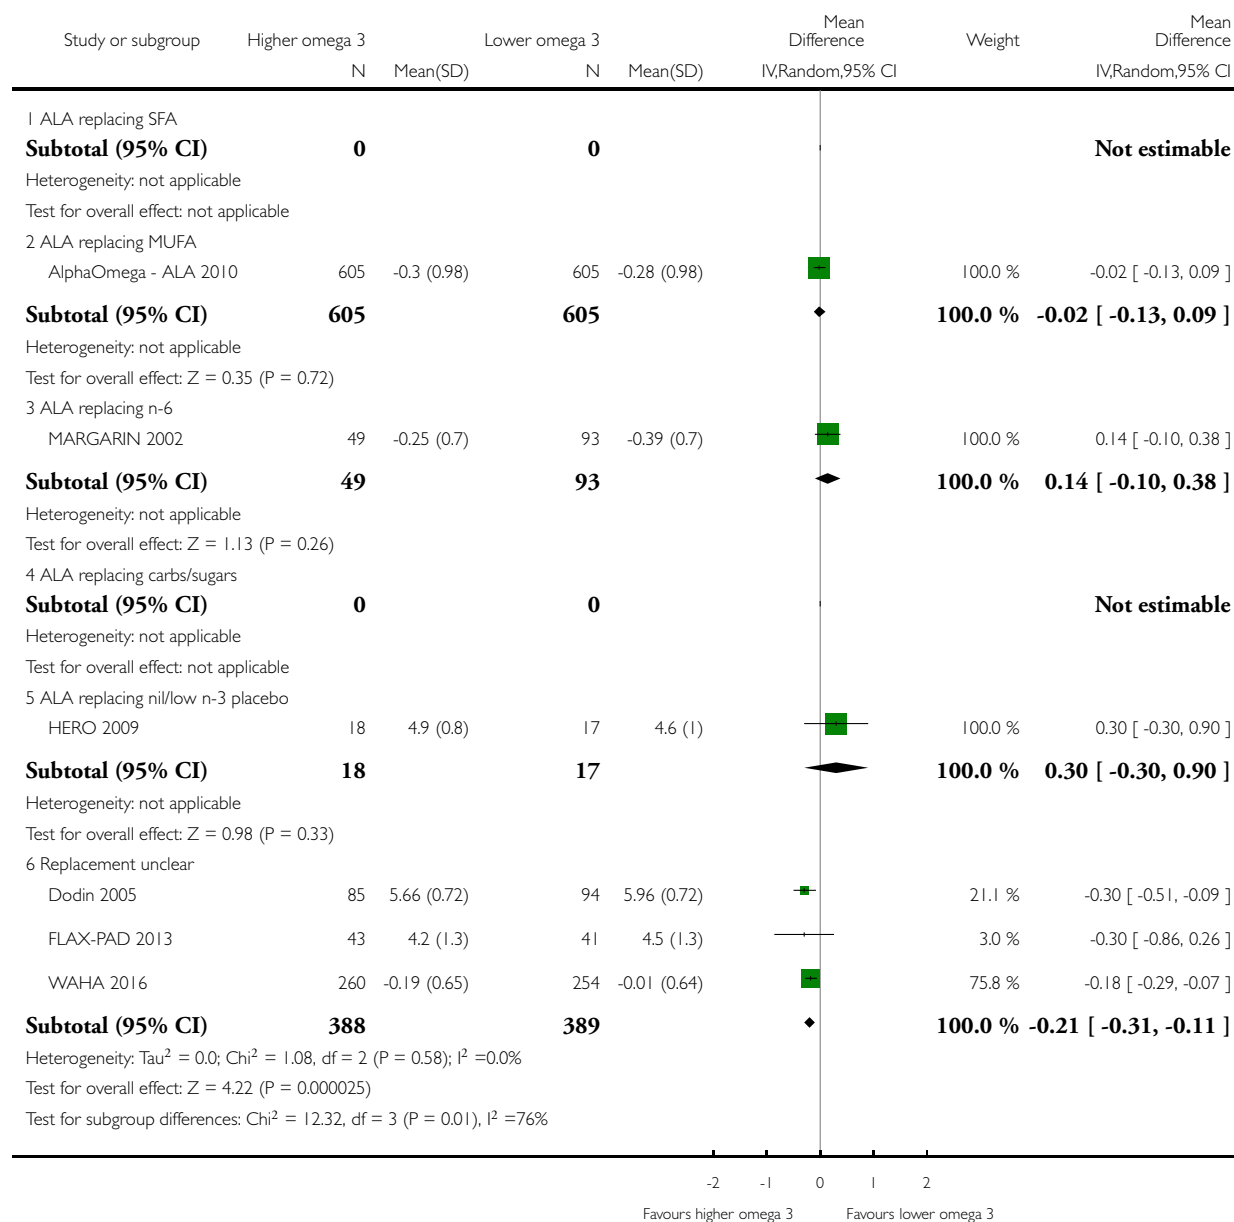 Study or subgroup Higher omega 3 Lower omega 3 Mean Difference Weight Mean Difference
N Mean(SD) N Mean(SD) IV,Random,95% CI IV,Random,95% CI
1 ALA replacing SFA
Subtotal (95% CI) 0 0 Not estimable
Heterogeneity: not applicable
Test for overall effect: not applicable
2 ALA replacing MUFA
AlphaOmega - ALA 2010 605 -0.3 (0.98) 605 -0.28 (0.98) 100.0 % -0.02 [ -0.13, 0.09 ]
Subtotal (95% CI) 605 605 100.0 % -0.02 [ -0.13, 0.09 ]
Heterogeneity: not applicable
Test for overall effect: Z = 0.35 (P = 0.72)
3 ALA replacing n-6
MARGARIN 2002 49 -0.25 (0.7) 93 -0.39 (0.7) 100.0 % 0.14 [ -0.10, 0.38 ]
Subtotal (95% CI) 49 93 100.0 % 0.14 [ -0.10, 0.38 ]
Heterogeneity: not applicable
Test for overall effect: Z = 1.13 (P = 0.26)
4 ALA replacing carbs/sugars
Subtotal (95% CI) 0 0 Not estimable
Heterogeneity: not applicable
Test for overall effect: not applicable
5 ALA replacing nil/low n-3 placebo
HERO 2009 18 4.9 (0.8) 17 4.6 (1) 100.0 % 0.30 [ -0.30, 0.90 ]
Subtotal (95% CI) 18 17 100.0 % 0.30 [ -0.30, 0.90 ]
Heterogeneity: not applicable
Test for overall effect: Z = 0.98 (P = 0.33)
6 Replacement unclear
Dodin 2005 85 5.66 (0.72) 94 5.96 (0.72) 21.1 % -0.30 [ -0.51, -0.09 ]
FLAX-PAD 2013 43 4.2 (1.3) 41 4.5 (1.3) 3.0 % -0.30 [ -0.86, 0.26 ]
WAHA 2016 260 -0.19 (0.65) 254 -0.01 (0.64) 75.8 % -0.18 [ -0.29, -0.07 ]
Subtotal (95% CI) 388 389 100.0 % -0.21 [ -0.31, -0.11 ]
Heterogeneity: Tau² = 0.0; Chi² = 1.08, df = 2 (P = 0.58); I² =0.0%
Test for overall effect: Z = 4.22 (P = 0.000025)
Test for subgroup differences: Chi² = 12.32, df = 3 (P = 0.01), I² =76%
-2 -1 0 1 2
Favours higher omega 3 Favours lower omega 3